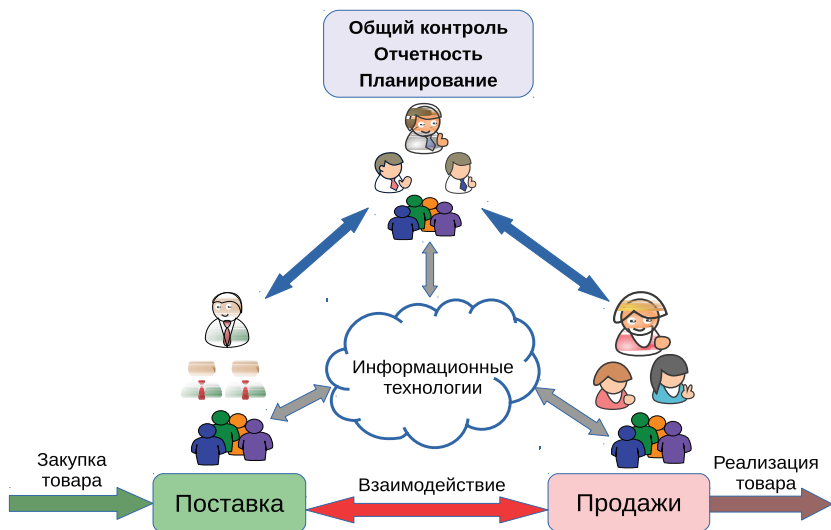 Общий контроль
Отчетность
Планирование
Информационные
технологии
Закупка
товара
Поставка
Взаимодействие
Продажи
Реализация
товара